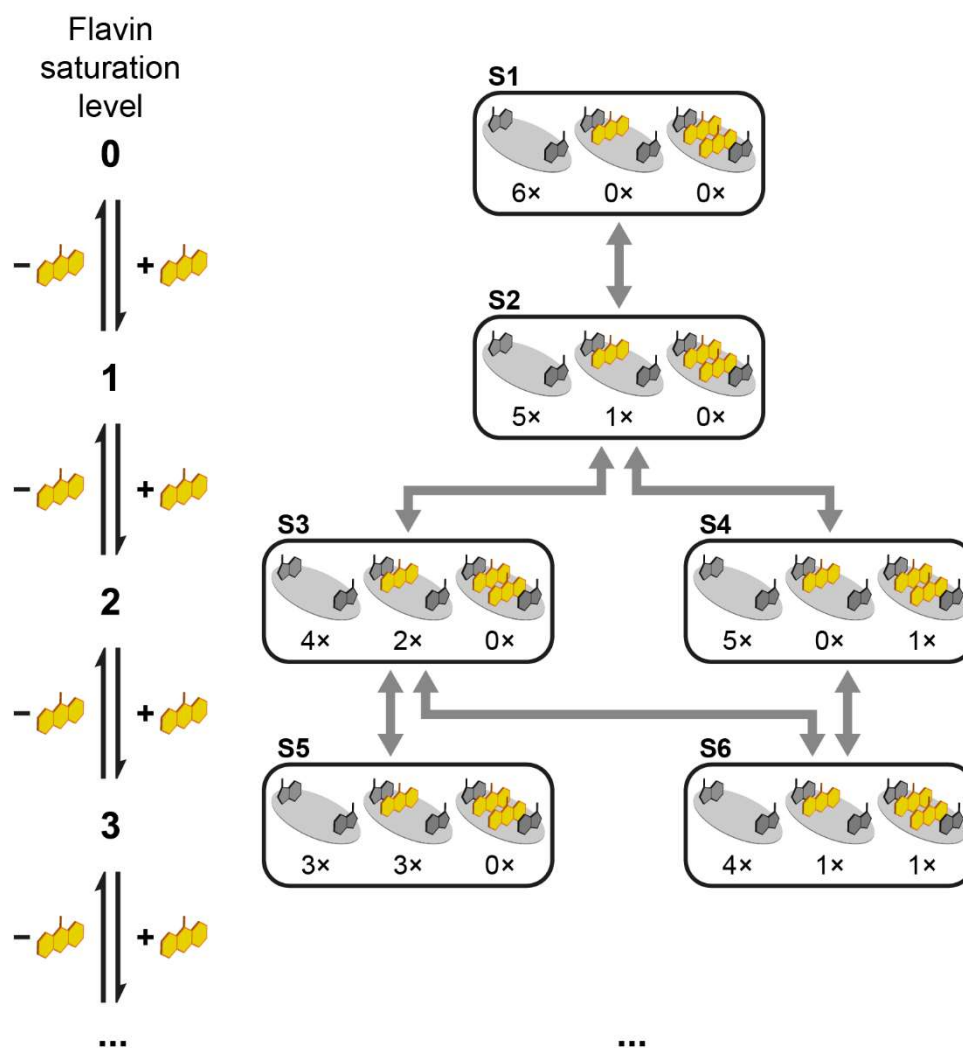 Flavin
saturation
level
0
− +
1
− +
2
− +
3
− +
...
S1
6× 0× 0×
S2
5× 1× 0×
S3
4× 2× 0×
S4
5× 0× 1×
S5
3× 3× 0×
S6
4× 1× 1×
...